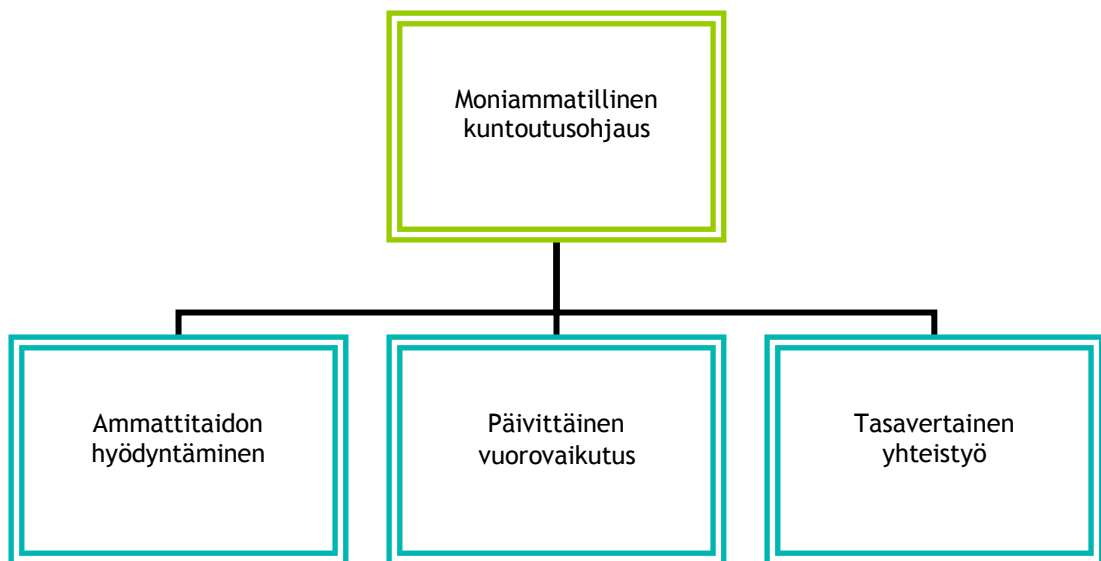 Moniammatillinen
kuntoutusohjaus
Ammattitaidon
hyödyntäminen
Päivittäinen
vuorovaikutus
Tasavertainen
yhteistyö